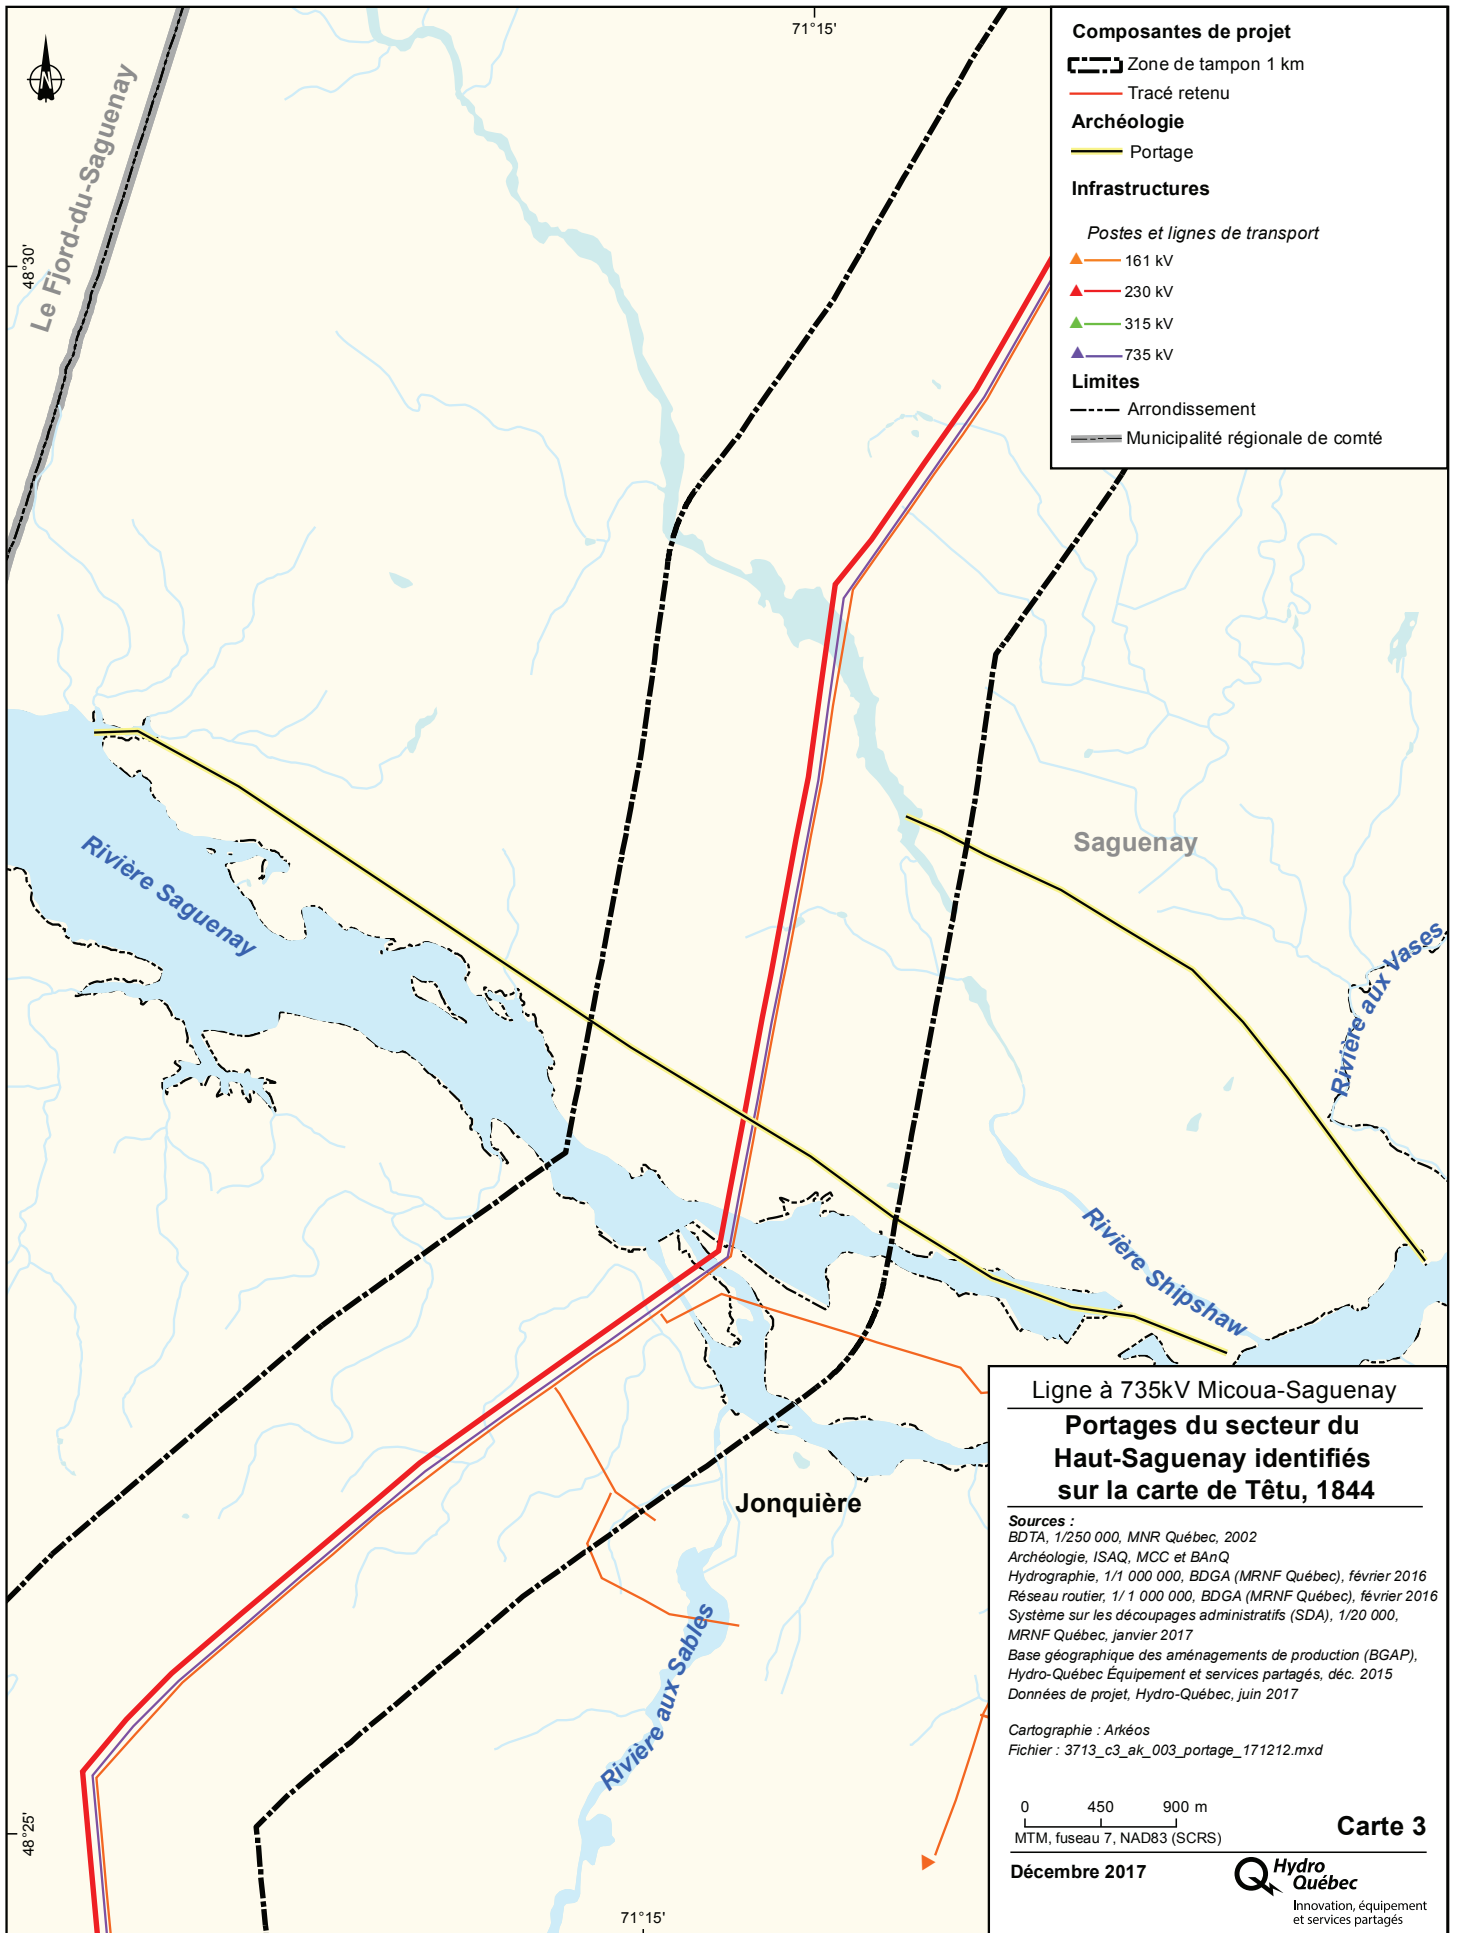 71°15'
Composantes de projet
Zone de tampon 1 km
Tracé retenu
Archéologie
Portage
Infrastructures
Postes et lignes de transport
161 kV
230 kV
315 kV
735 kV
Limites
Arrondissement
Municipalité régionale de comté
N
Le Fjord-du-Saguenay
48°30'
Rivière Saguenay
Saguenay
Rivière aux Vases
Rivière Shipshaw
Jonquière
Rivière aux Sables
48°25'
71°15'
Ligne à 735kV Micoua-Saguenay
Portages du secteur du
Haut-Saguenay identifiés
sur la carte de Têtu, 1844
Sources :
BDTA, 1/250 000, MNR Québec, 2002
Archéologie, ISAQ, MCC et BAnQ
Hydrographie, 1/1 000 000, BDGA (MRNF Québec), février 2016
Réseau routier, 1/ 1 000 000, BDGA (MRNF Québec), février 2016
Système sur les découpages administratifs (SDA), 1/20 000,
MRNF Québec, janvier 2017
Base géographique des aménagements de production (BGAP),
Hydro-Québec Équipement et services partagés, déc. 2015
Données de projet, Hydro-Québec, juin 2017
Cartographie : Arkéos
Fichier : 3713_c3_ak_003_portage_171212.mxd
0 450 900 m
MTM, fuseau 7, NAD83 (SCRS)
Carte 3
Décembre 2017
Hydro
Québec
Innovation, équipement
et services partagés